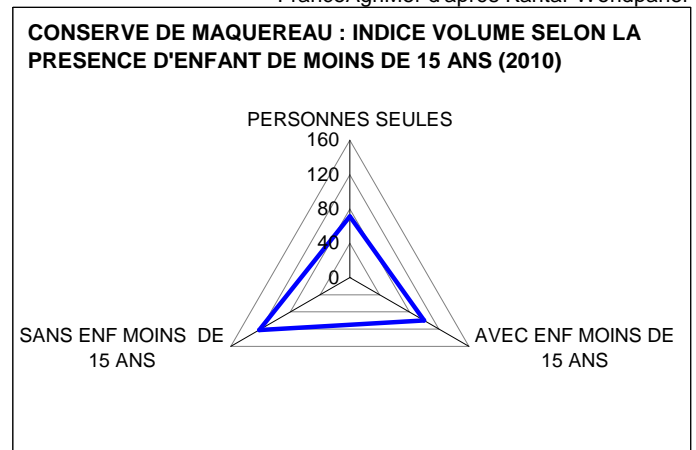 FranceAgriMer d'après Kantar Worldpanel
CONSERVE DE MAQUEREAU : INDICE VOLUME SELON LA
PRESENCE D'ENFANT DE MOINS DE 15 ANS (2010)
PERSONNES SEULES
160
120
80
40
0
SANS ENF MOINS DE
15 ANS
AVEC ENF MOINS DE
15 ANS